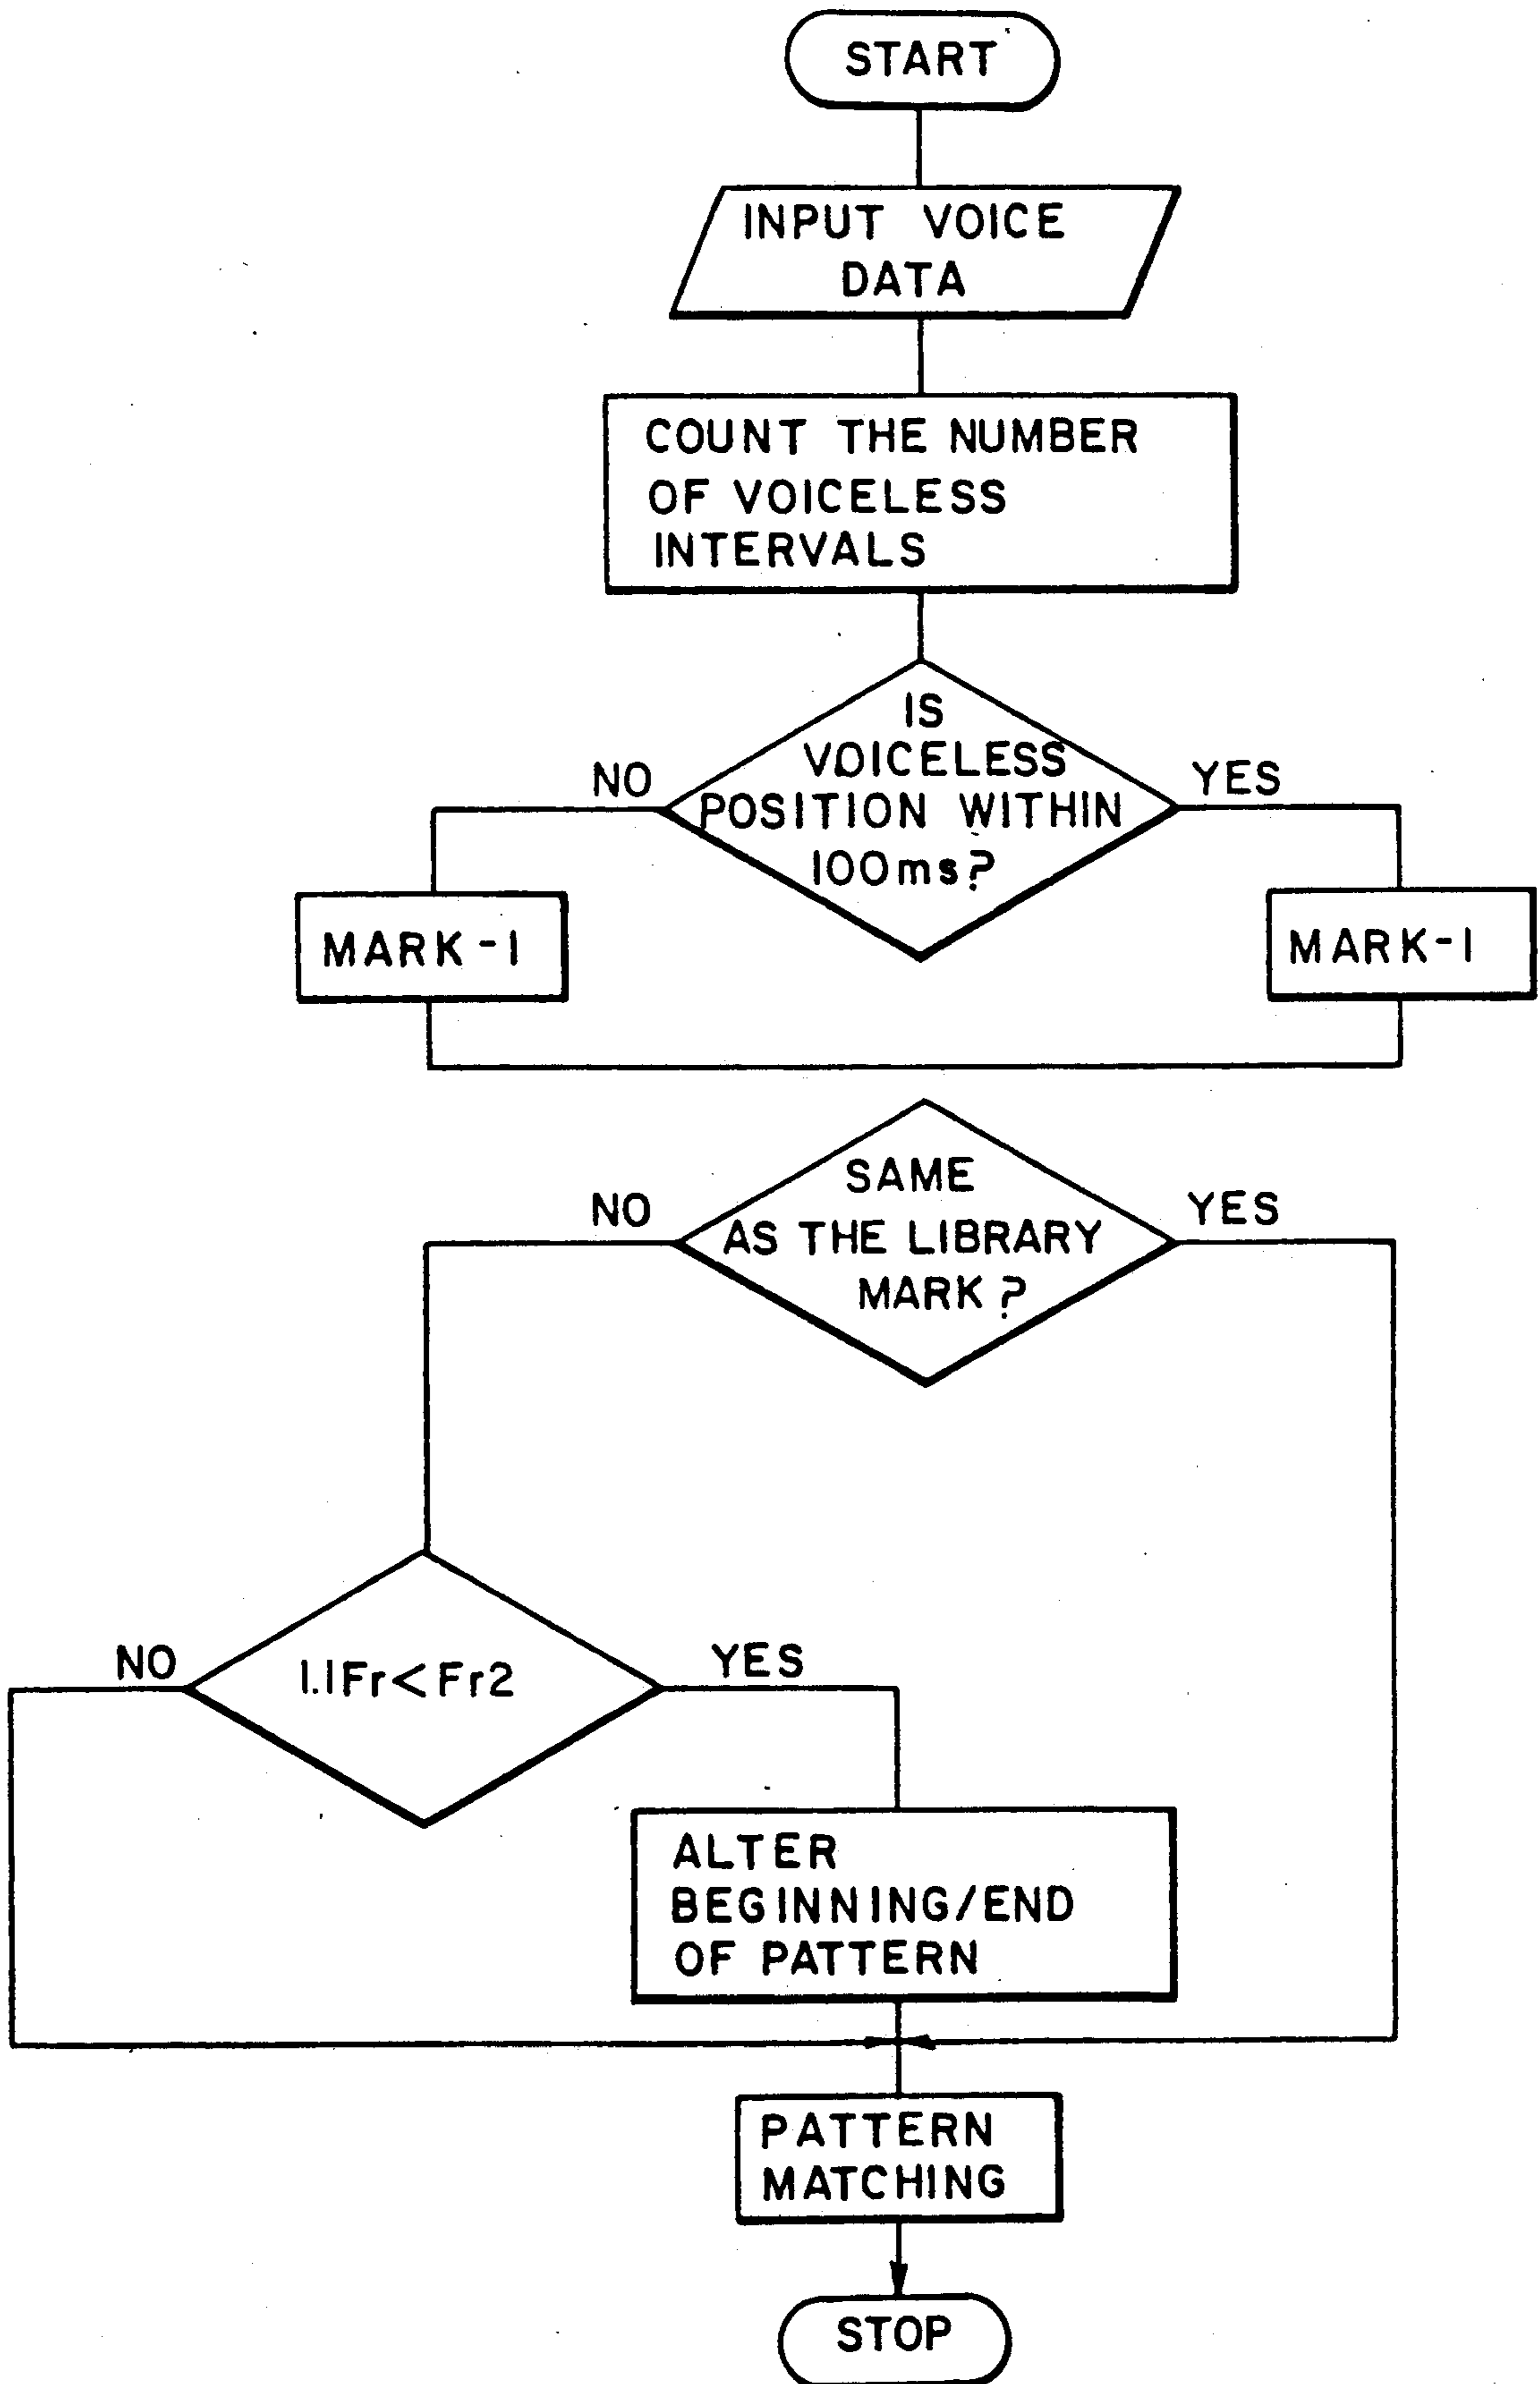 START
INPUT VOICE
DATA
COUNT THE NUMBER
OF VOICELESS
INTERVALS
IS
VOICELESS
POSITION WITHIN
100ms?
NO
YES
MARK-1
MARK-1
SAME
AS THE LIBRARY
MARK?
NO
YES
1.1Fr<Fr2
NO
YES
ALTER
BEGINNING/END
OF PATTERN
PATTERN
MATCHING
STOP